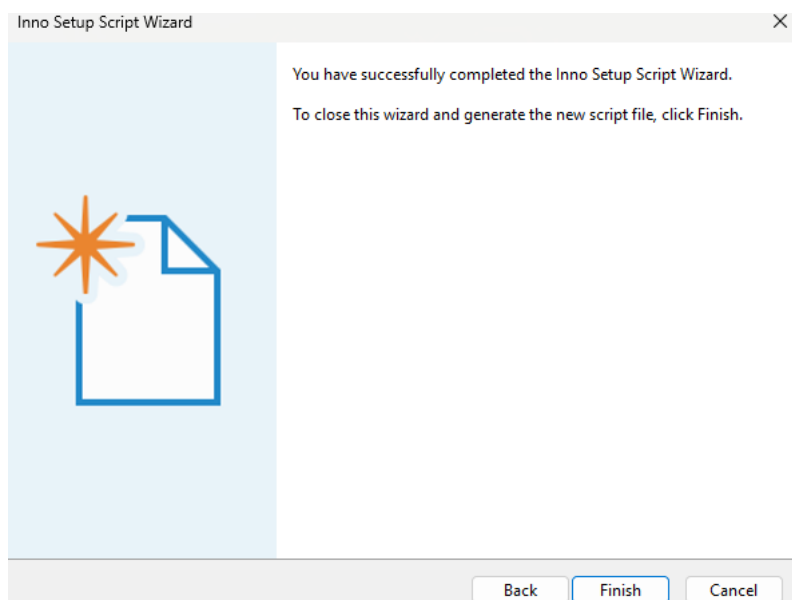 Inno Setup Script Wizard
You have successfully completed the Inno Setup Script Wizard.
To close this wizard and generate the new script file, click Finish.
Back
Finish
Cancel